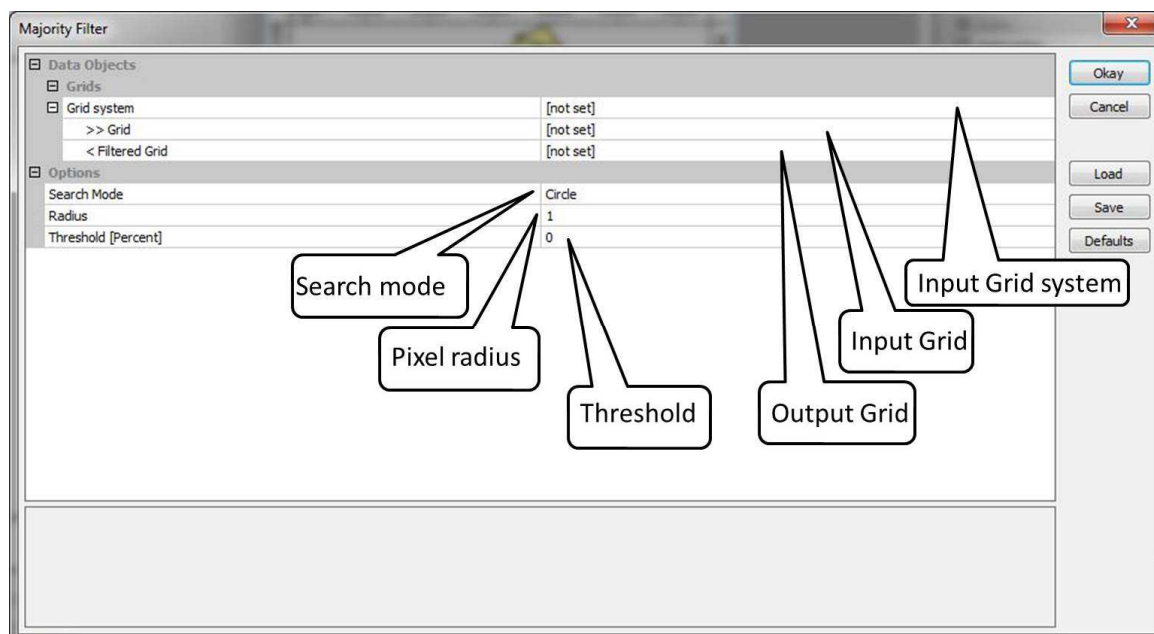 Majority Filter
Data Objects
Grids
Grid system [not set]
>> Grid [not set]
< Filtered Grid [not set]
Options
Search Mode Circle
Radius 1
Threshold [Percent] 0
Okay
Cancel
Load
Save
Defaults
Search mode
Pixel radius
Threshold
Output Grid
Input Grid
Input Grid system